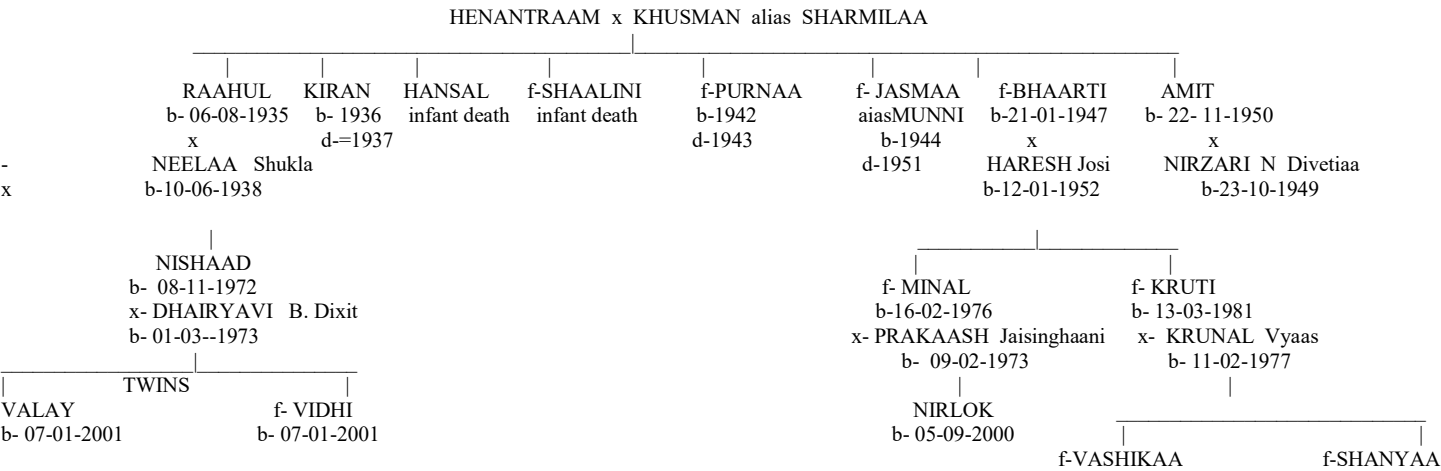 HENANTRAAM x KHUSMAN alias SHARMILAA
RAAHUL KIRAN HANSAL f-SHAALINI f-PURNAA f- JASMAA f-BHAARTI AMIT
b- 06-08-1935 b- 1936 infant death infant death b-1942 aiasMUNNI b-21-01-1947 b- 22- 11-1950
x d-=1937 d-1943 b-1944 x x
- NEELAA Shukla d-1951 HARESH Josi NIRZARI N Divetiaa
x b-10-06-1938 b-12-01-1952 b-23-10-1949
NISHAAD
b- 08-11-1972 f- MINAL f- KRUTI
x- DHAIRYAVI B. Dixit b-16-02-1976 b- 13-03-1981
b- 01-03--1973 x- PRAKAASH Jaisinghaani x- KRUNAL Vyaas
b- 09-02-1973 b- 11-02-1977
TWINS
VALAY f- VIDHI NIRLOK
b- 07-01-2001 b- 07-01-2001 b- 05-09-2000
f-VASHIKAA f-SHANYAA